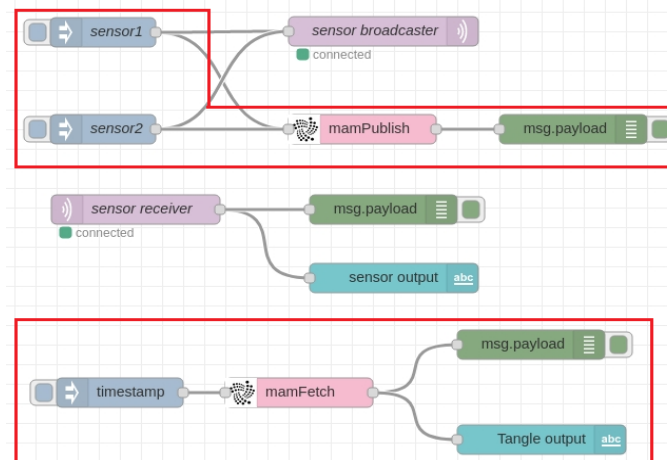 sensor1
sensor broadcaster
connected
sensor2
mamPublish
msg.payload
sensor receiver
msg.payload
connected
sensor output
abc
msg.payload
timestamp
mamFetch
Tangle output
abc